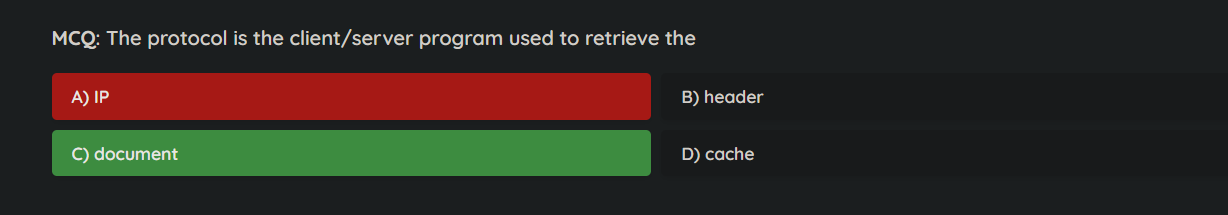 MCQ: The protocol is the client/server program used to retrieve the
A) IP
B) header
C) document
D) cache